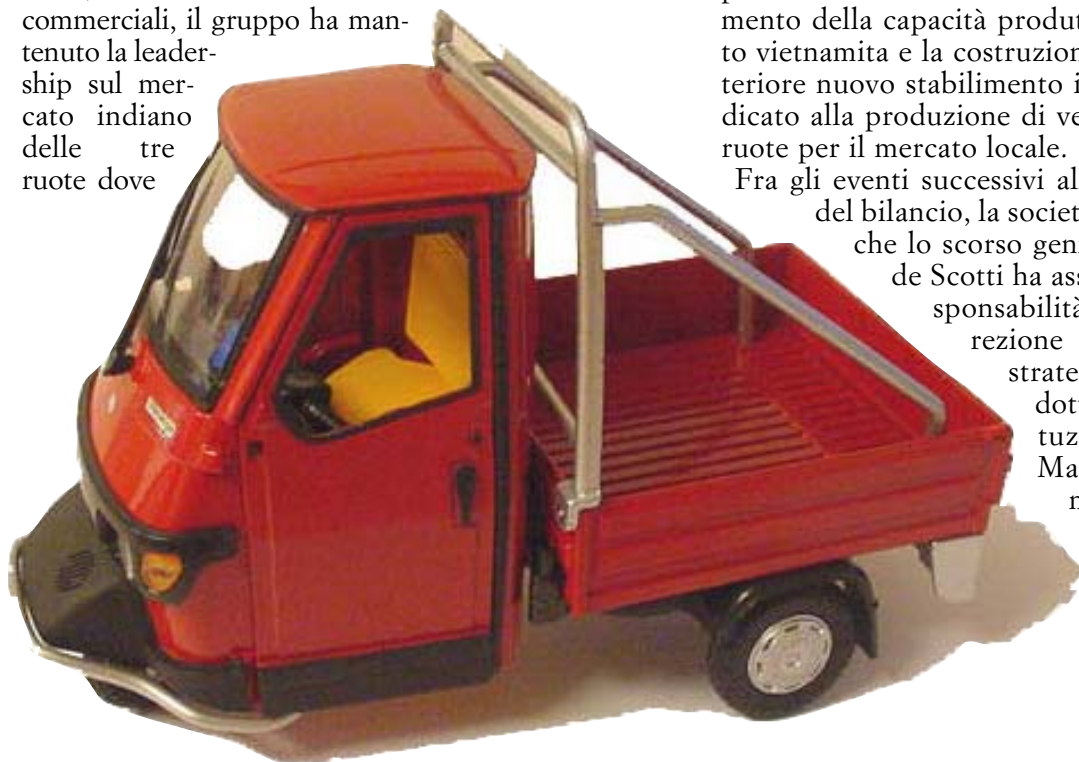 commerciali, il gruppo ha man-
tenuto la leader-
ship sul mer-
cato indiano
delle tre
ruote dove
mento della capacità produt
to vietnamita e la costruzion
teriore nuovo stabilimento i
dicato alla produzione di ve
ruote per il mercato locale.
Fra gli eventi successivi al
del bilancio, la societ
che lo scorso gen
de Scotti ha ass
sponsabilità
rezione
strate
dot
tuz
Ma